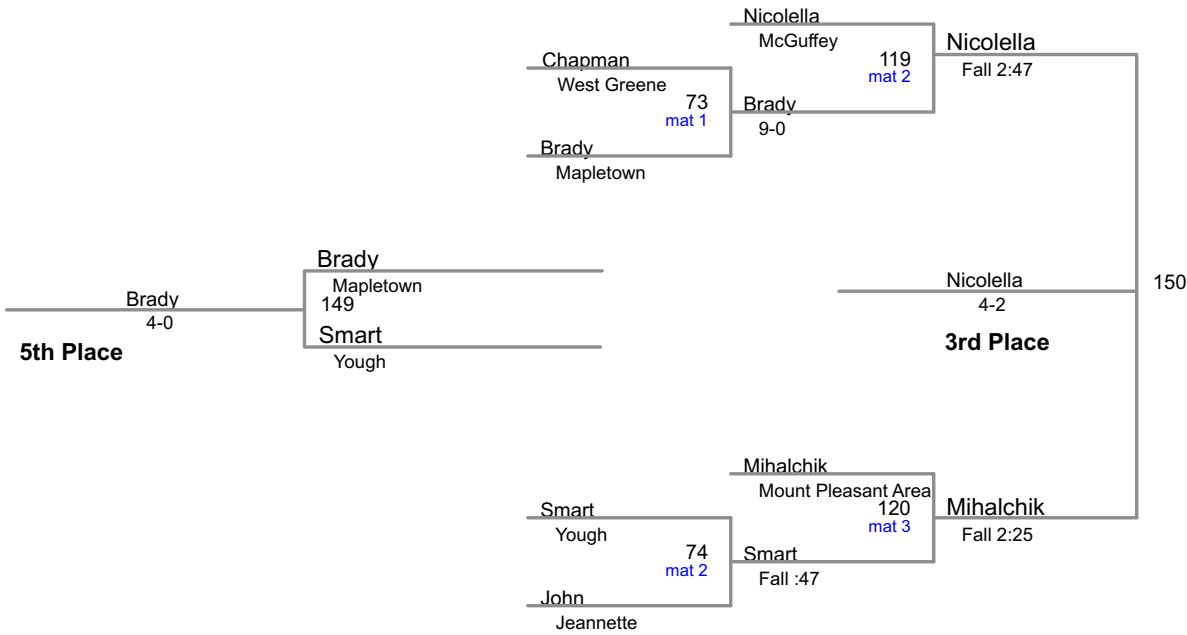 Nicolella
McGuffey
119
mat 2
Nicolella
Fall 2:47
Chapman
West Greene
73
mat 1
Brady
9-0
Brady
Mapletown
Brady
Mapletown
149
Smart
Yough
Brady
4-0
5th Place
Nicolella
4-2
3rd Place
150
Mihalchik
Mount Pleasant Area
120
mat 3
Mihalchik
Fall 2:25
Smart
Yough
74
mat 2
Smart
Fall :47
John
Jeannette